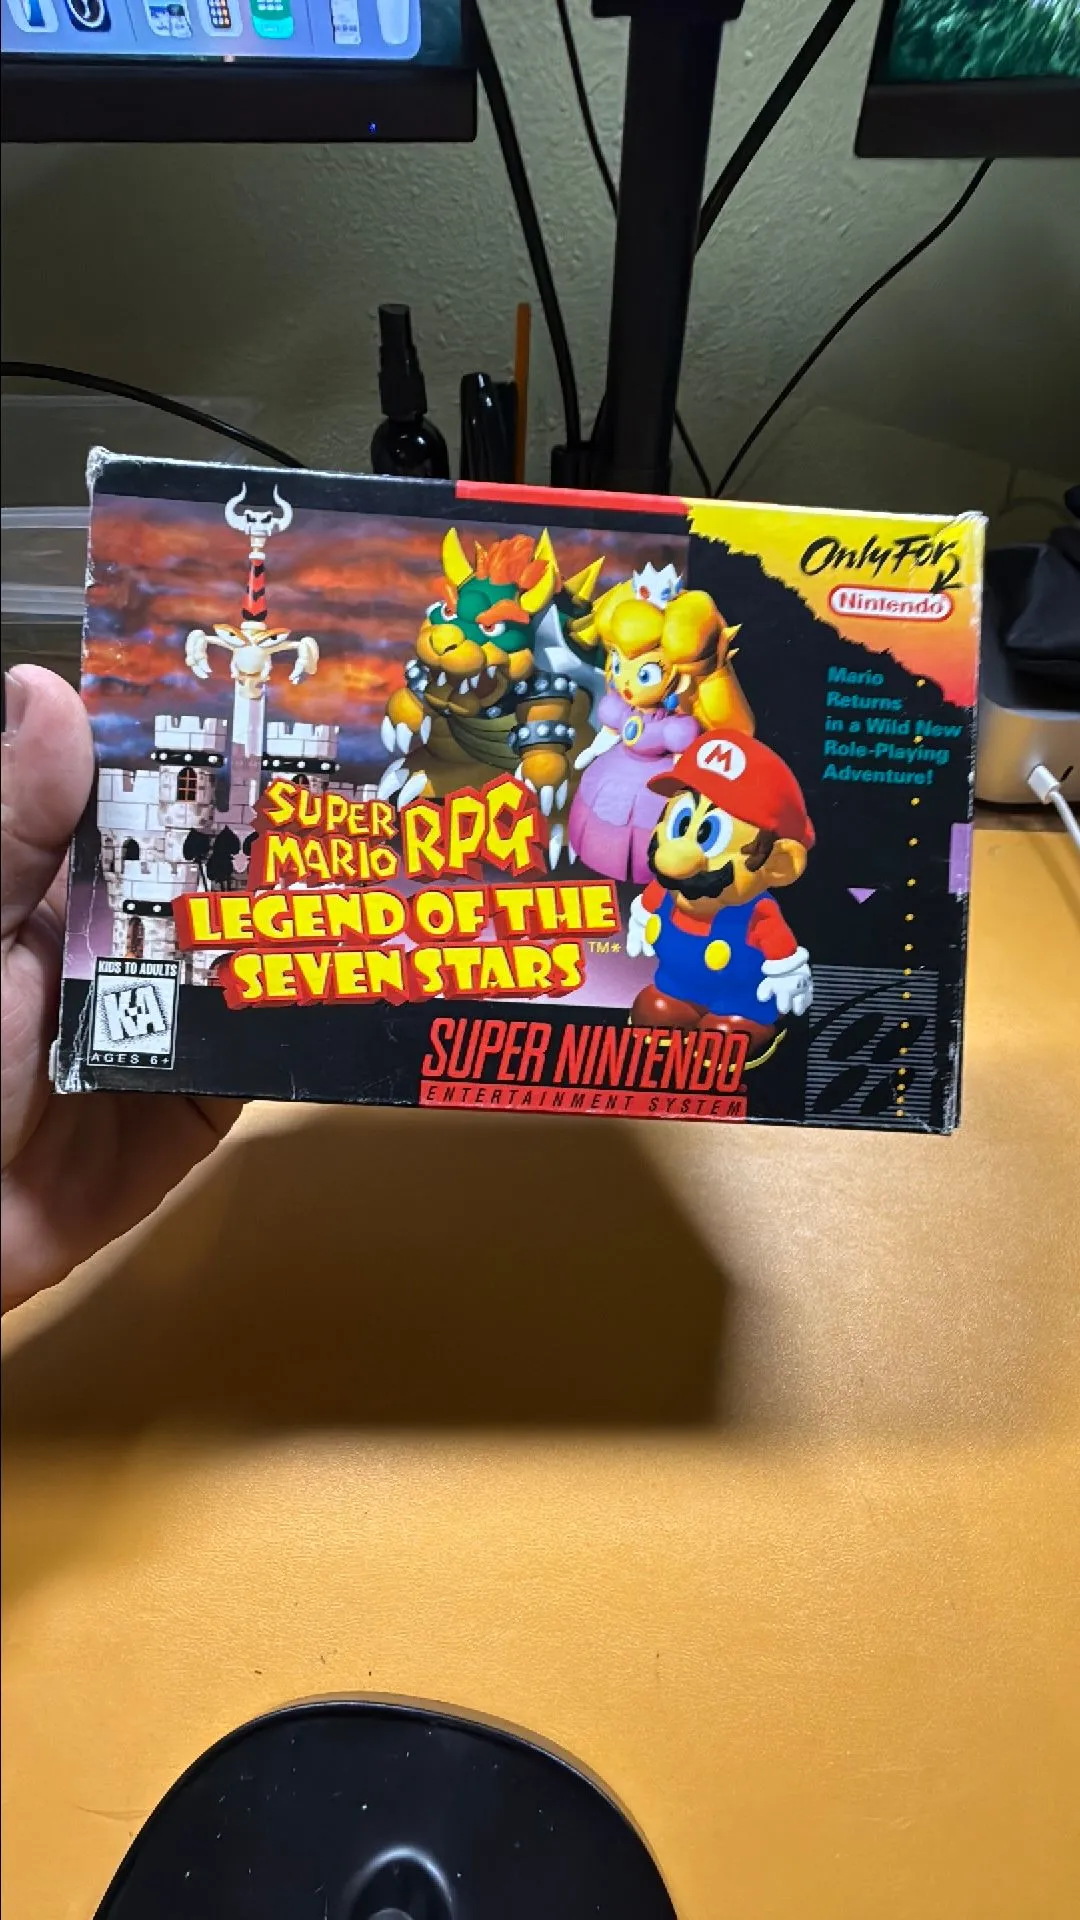 Only For
Nintendo
Mario
Returns
in a Wild New
Role-Playing
Adventure!
M
SUPER
MARIO RPG
LEGEND OF THE
SEVEN STARS
TM*
KIDS TO ADULTS
K-A
AGES 6+
SUPER NINTENDO
ENTERTAINMENT SYSTEM